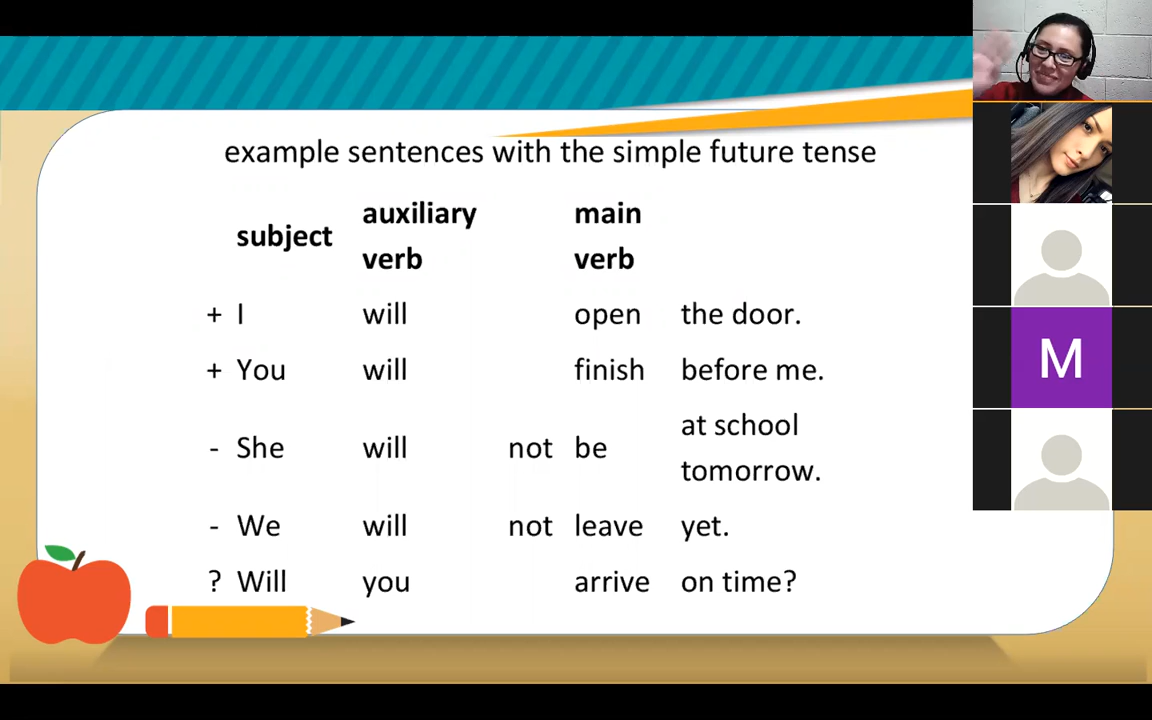 example sentences with the simple future tense
subject auxiliary verb main verb
+ I will open the door.
+ You will finish before me.
- She will not be at school tomorrow.
- We will not leave yet.
? Will you arrive on time?
M